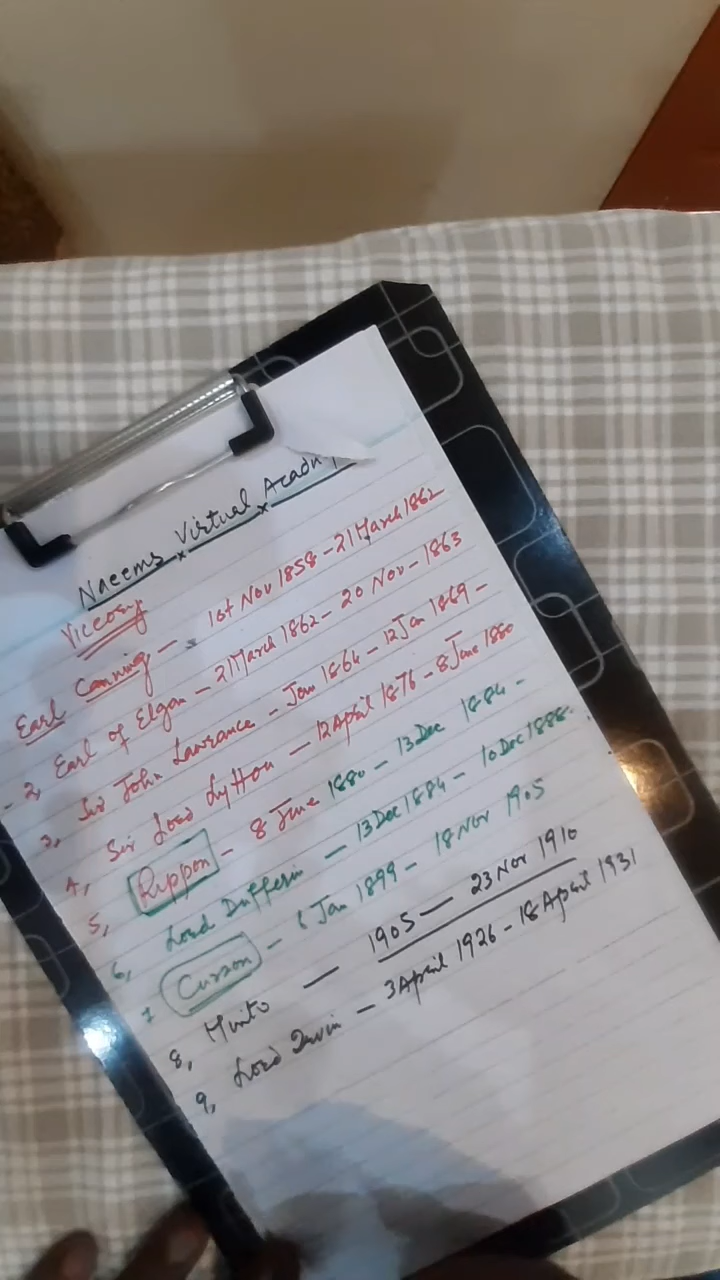 Naeems Virtual Acadmy
Viceosy
Earl Canning - 1st Nov 1858 - 21 March 1862
2, Earl of Elgan - 21 March 1862 - 20 Nov - 1863
3, Sir John Lawrance - Jan 1864 - 12 Jan 1869 -
4, Sir Lord Lytton - 12 April 1876 - 8 June 1880
5, Rippon - 8 June 1880 - 13 Dec 1884 -
6, Lord Dufferin - 13 Dec 1884 - 10 Dec 1888.
7 Curzon - 6 Jan 1899 - 18 Nov 1905
8, Minto - 1905 - 23 Nov 1910
9, Lord Irwin - 3 April 1926 - 18 April 1931